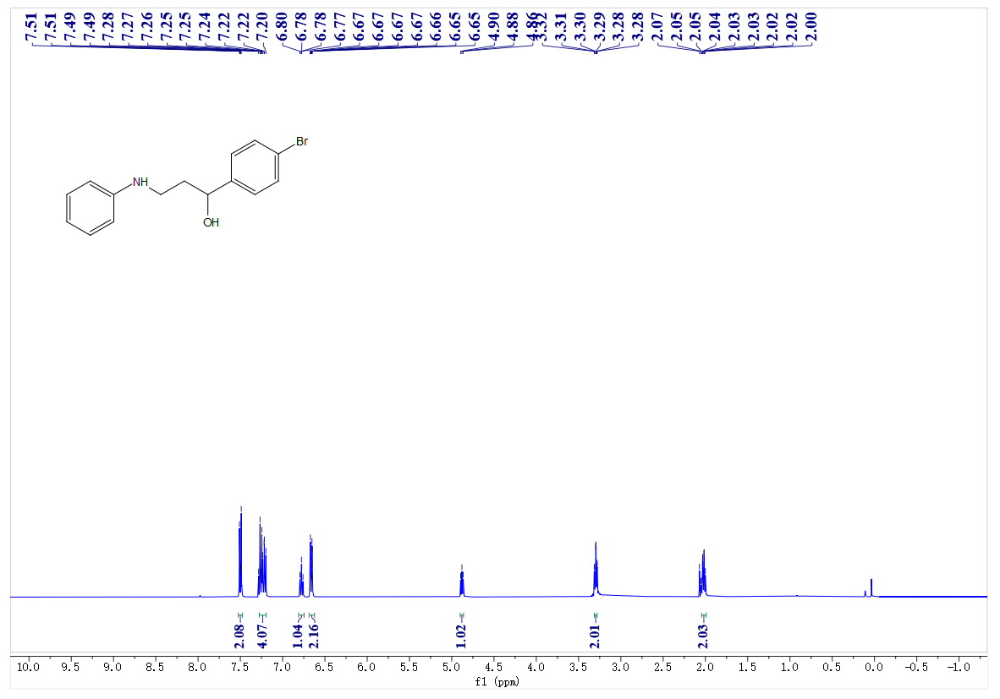 7.51 7.51 7.49 7.49 7.28 7.27 7.26 7.25 7.25 7.24 7.22 7.22 7.20 6.80 6.78 6.78 6.77 6.67 6.67 6.67 6.67 6.66 6.65 6.65 4.90 4.88 4.86 3.32 3.31 3.30 3.29 3.28 3.28 2.07 2.05 2.05 2.04 2.03 2.03 2.02 2.02 2.00
Br
NH
OH
2.08 4.07 1.04 2.16 1.02 2.01 2.03
10.0 9.5 9.0 8.5 8.0 7.5 7.0 6.5 6.0 5.5 5.0 4.5 4.0 3.5 3.0 2.5 2.0 1.5 1.0 0.5 0.0 -0.5 -1.0
f1 (ppm)